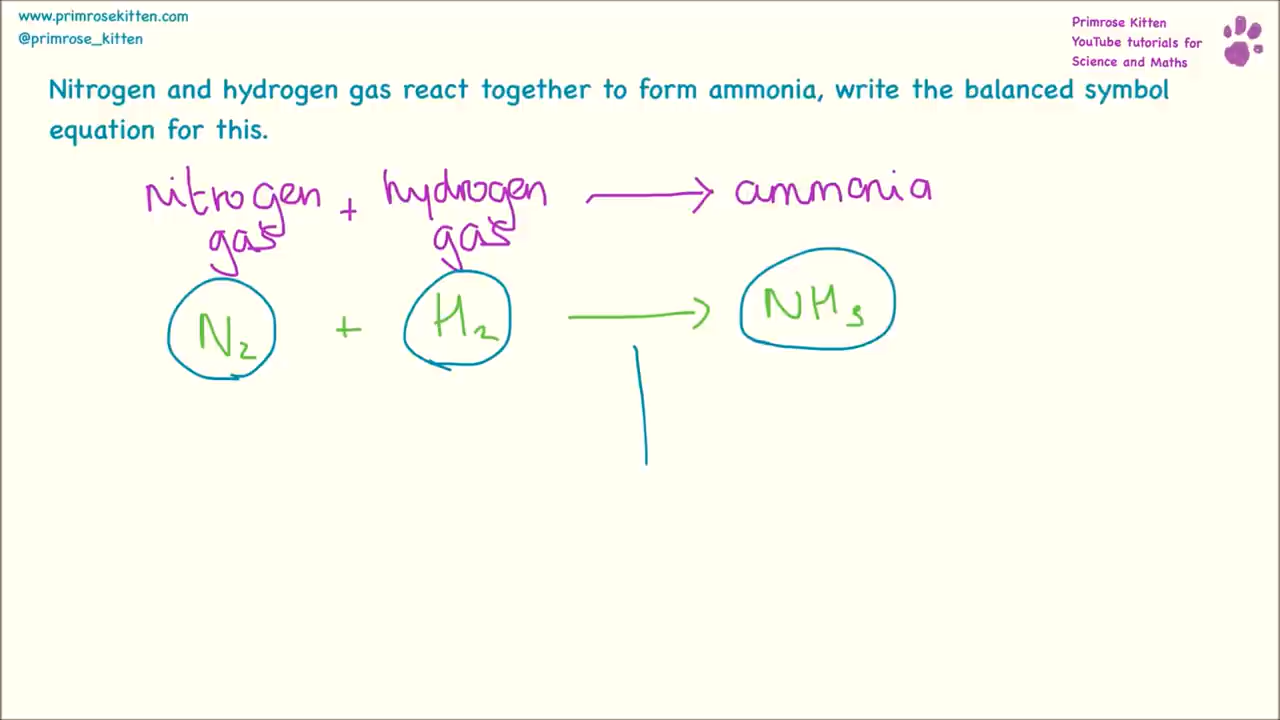 www.primrosekitten.com
@primrose_kitten
Primrose Kitten
YouTube tutorials for
Science and Maths
Nitrogen and hydrogen gas react together to form ammonia, write the balanced symbol
equation for this.
nitrogen + hydrogen → ammonia
gas gas
N₂ + H₂ → NH₃